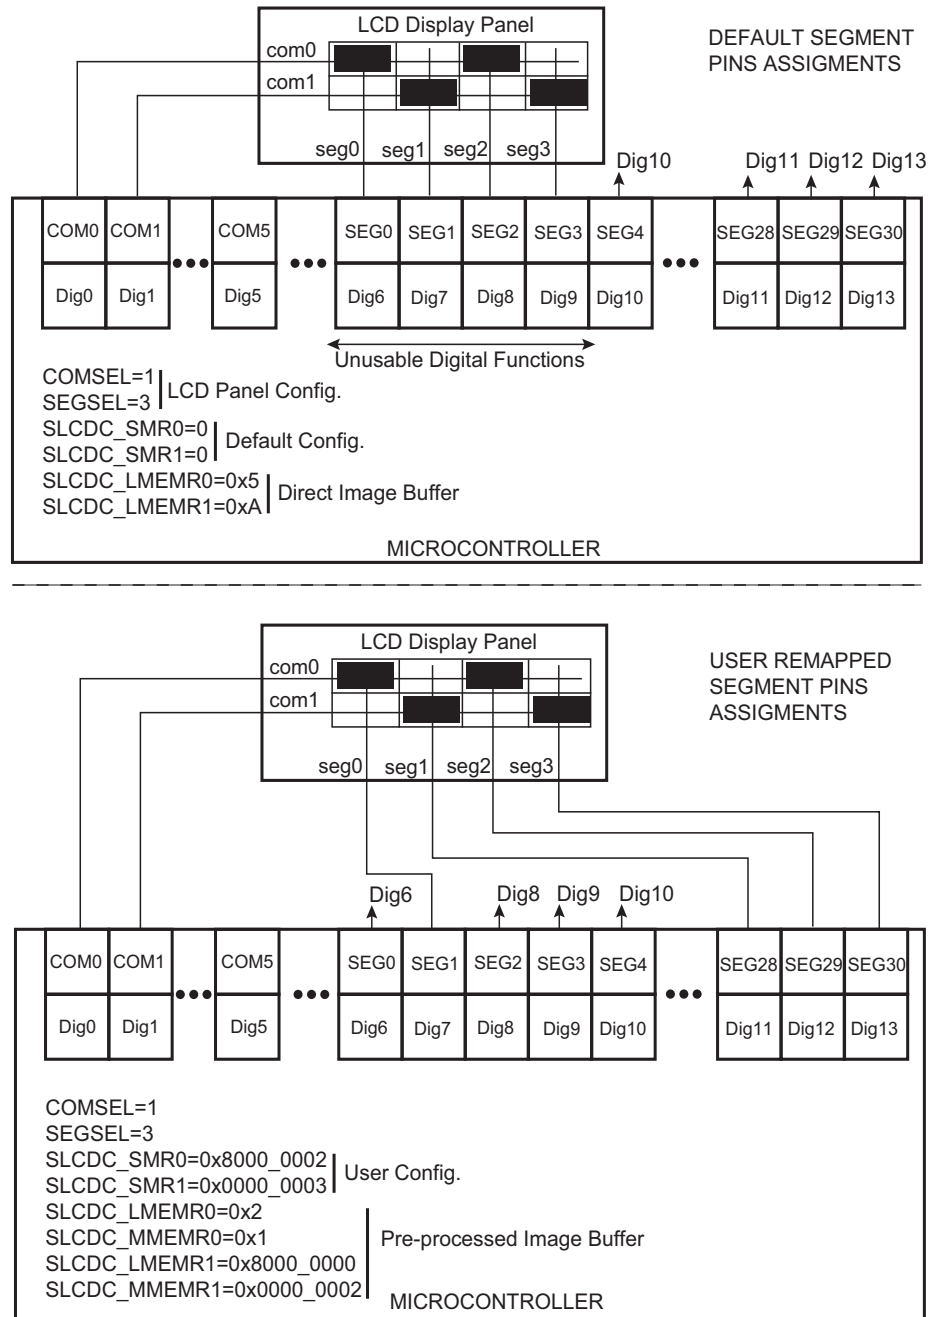 LCD Display Panel
DEFAULT SEGMENT
PINS ASSIGMENTS
com0
com1
seg0 seg1 seg2 seg3
Dig10 Dig11 Dig12 Dig13
COM0 COM1 COM5 SEG0 SEG1 SEG2 SEG3 SEG4 SEG28 SEG29 SEG30
Dig0 Dig1 Dig5 Dig6 Dig7 Dig8 Dig9 Dig10 Dig11 Dig12 Dig13
Unusable Digital Functions
COMSEL=1
SEGSEL=3
LCD Panel Config.
SLCDC_SMR0=0
SLCDC_SMR1=0
Default Config.
SLCDC_LMEMR0=0x5
SLCDC_LMEMR1=0xA
Direct Image Buffer
MICROCONTROLLER
LCD Display Panel
USER REMAPPED
SEGMENT PINS
ASSIGMENTS
com0
com1
seg0 seg1 seg2 seg3
Dig6 Dig8 Dig9 Dig10
COM0 COM1 COM5 SEG0 SEG1 SEG2 SEG3 SEG4 SEG28 SEG29 SEG30
Dig0 Dig1 Dig5 Dig6 Dig7 Dig8 Dig9 Dig10 Dig11 Dig12 Dig13
COMSEL=1
SEGSEL=3
SLCDC_SMR0=0x8000_0002
SLCDC_SMR1=0x0000_0003
User Config.
SLCDC_LMEMR0=0x2
SLCDC_MMEMR0=0x1
SLCDC_LMEMR1=0x8000_0000
SLCDC_MMEMR1=0x0000_0002
Pre-processed Image Buffer
MICROCONTROLLER